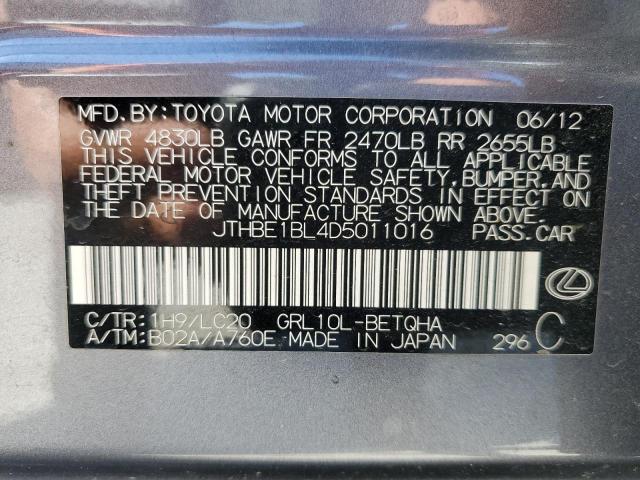 MFD.BY:TOYOTA MOTOR CORPORATION 06/12
GVWR 4830LB GAWR FR 2470LB RR 2655LB
THIS VEHICLE CONFORMS TO ALL APPLICABLE
FEDERAL MOTOR VEHICLE SAFETY,BUMPER,AND
THEFT PREVENTION STANDARDS IN EFFECT ON
THE DATE OF MANUFACTURE SHOWN ABOVE.
JTHBE1BL4D5011016 PASS.CAR
C/TR:1H9/LC20 GRL10L-BETQHA
A/TM:B02A/A760E MADE IN JAPAN 296 C